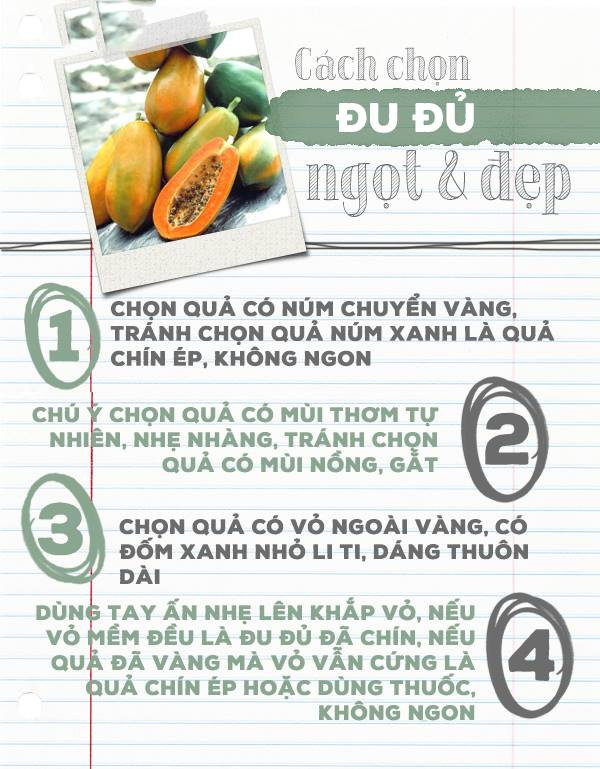 Cách chọn
ĐU ĐỦ
ngọt & đẹp
1
CHỌN QUẢ CÓ NÚM CHUYỂN VÀNG,
TRÁNH CHỌN QUẢ NÚM XANH LÀ QUẢ
CHÍN ÉP, KHÔNG NGON
2
CHÚ Ý CHỌN QUẢ CÓ MÙI THƠM TỰ
NHIÊN, NHẸ NHÀNG, TRÁNH CHỌN
QUẢ CÓ MÙI NỒNG, GẮT
3
CHỌN QUẢ CÓ VỎ NGOÀI VÀNG, CÓ
ĐỐM XANH NHỎ LI TI, DÁNG THUÔN
DÀI
4
DÙNG TAY ẤN NHẸ LÊN KHẮP VỎ, NẾU
VỎ MỀM ĐỀU LÀ ĐU ĐỦ ĐÃ CHÍN, NẾU
QUẢ ĐÃ VÀNG MÀ VỎ VẪN CỨNG LÀ
QUẢ CHÍN ÉP HOẶC DÙNG THUỐC,
KHÔNG NGON